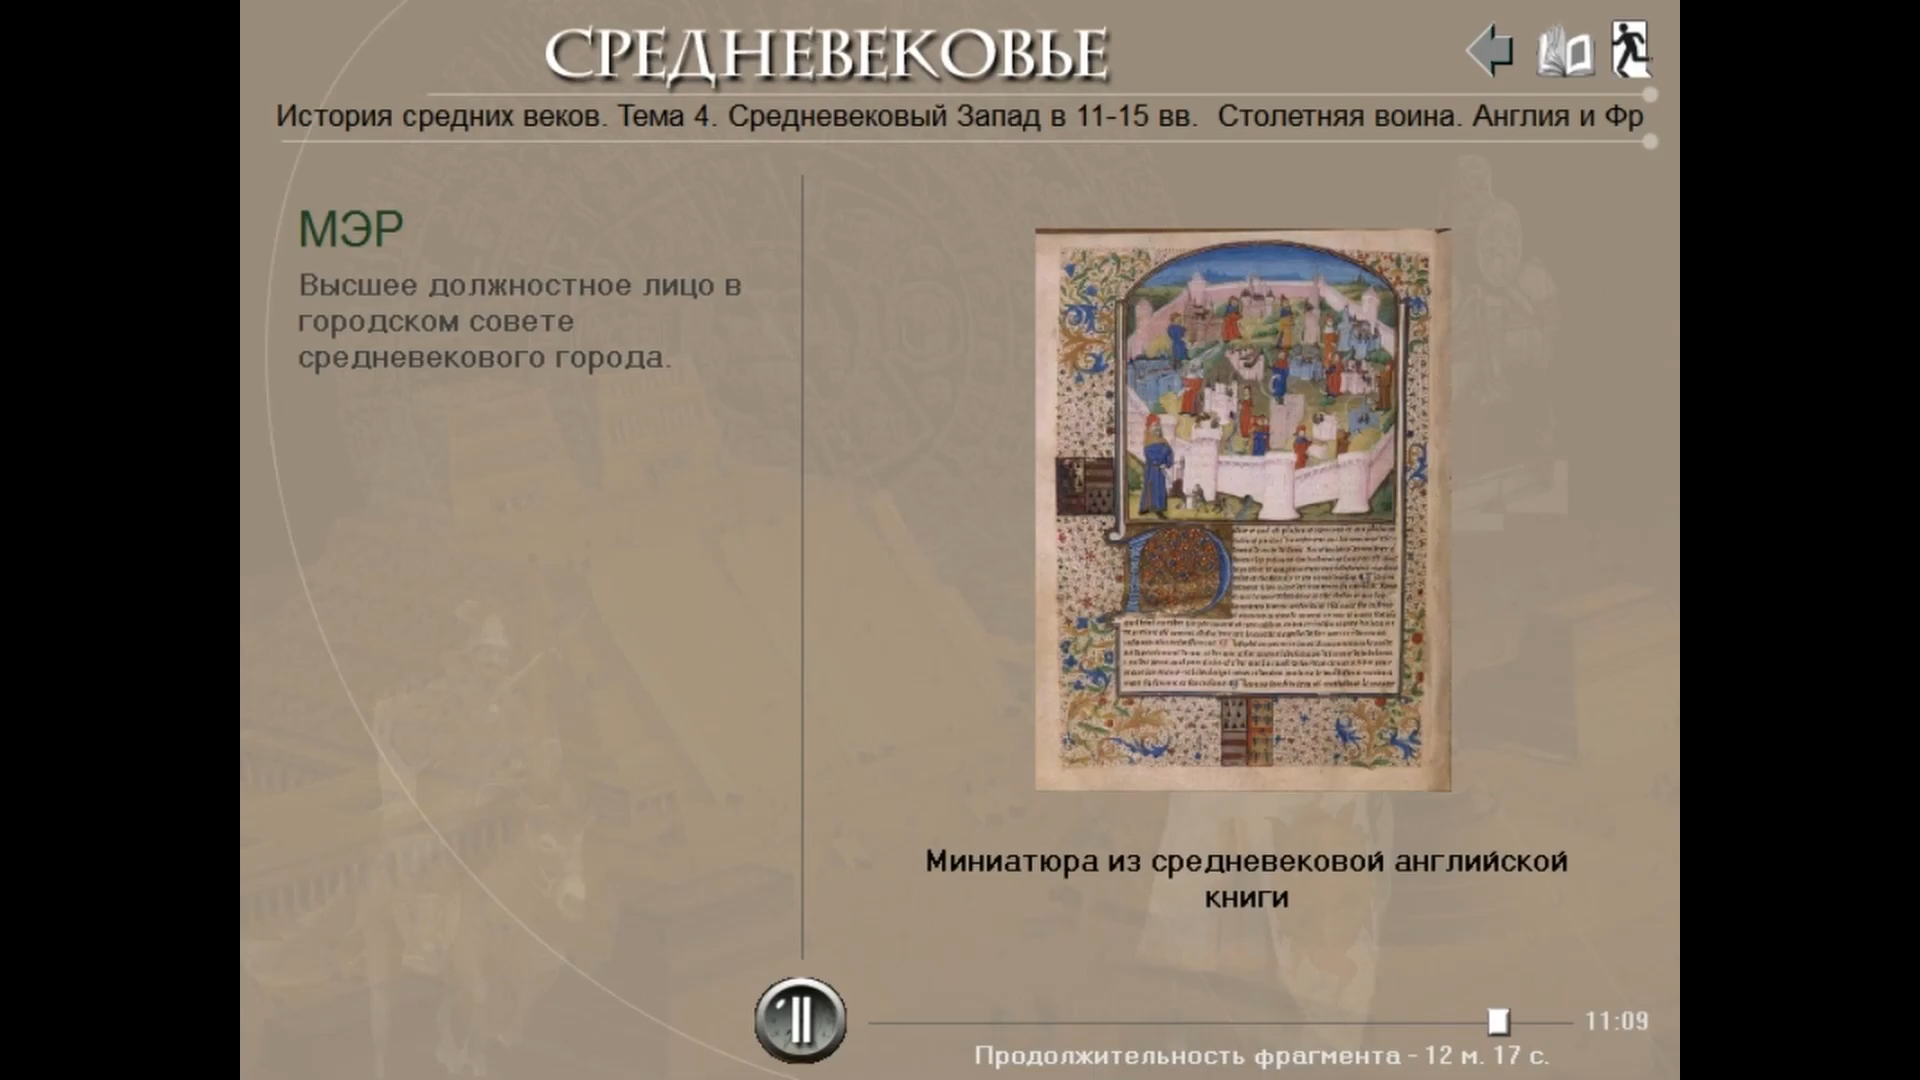 СРЕДНЕВЕКОВЬЕ
История средних веков. Тема 4. Средневековый Запад в 11-15 вв. Столетняя воина. Англия и Фр
МЭР
Высшее должностное лицо в
городском совете
средневекового города.
Миниатюра из средневековой английской
книги
11:09
Продолжительность фрагмента - 12 м. 17 с.